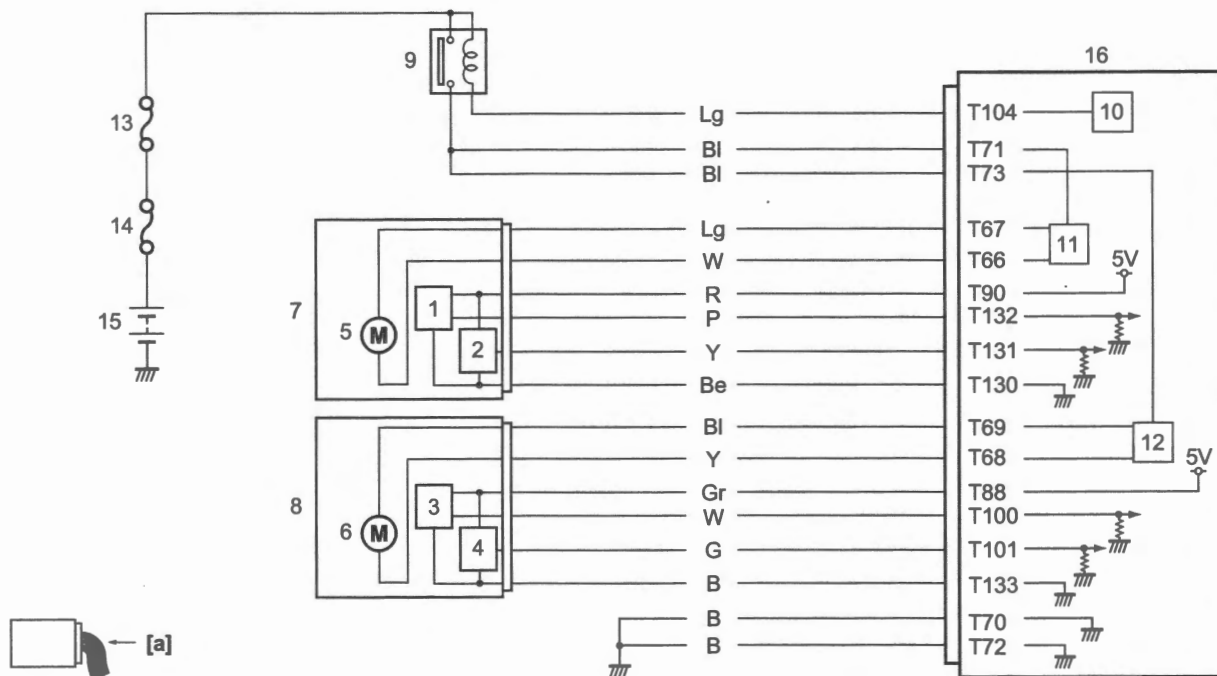 9
16
13
Lg
T104
10
Bl
T71
Bl
T73
14
Lg
T67
11
W
T66
5V
15
7
R
T90
1
P
T132
5
M
2
Y
T131
Be
T130
Bl
T69
12
Y
T68
5V
8
Gr
T88
3
W
T100
6
M
4
G
T101
B
T133
B
T70
[a]
B
T72